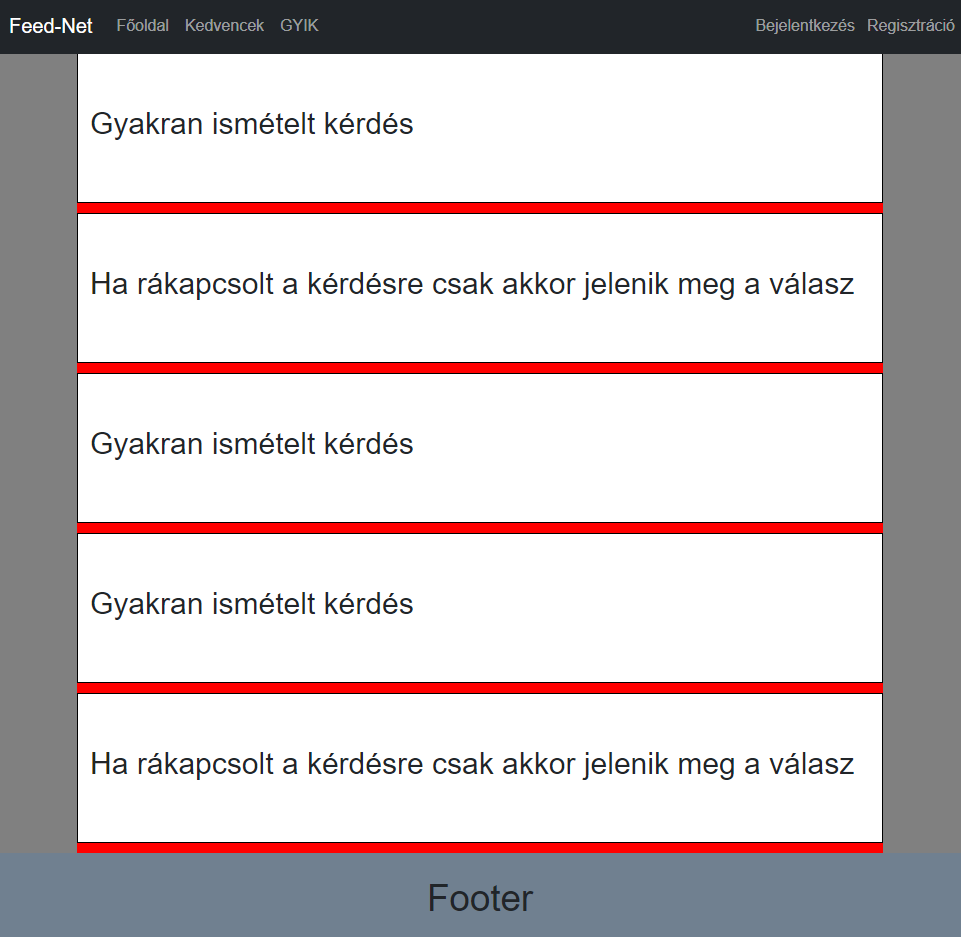 Feed-Net Főoldal Kedvencek GYIK Bejelentkezés Regisztráció
Gyakran ismételt kérdés
Ha rákapcsolt a kérdésre csak akkor jelenik meg a válasz
Gyakran ismételt kérdés
Gyakran ismételt kérdés
Ha rákapcsolt a kérdésre csak akkor jelenik meg a válasz
Footer